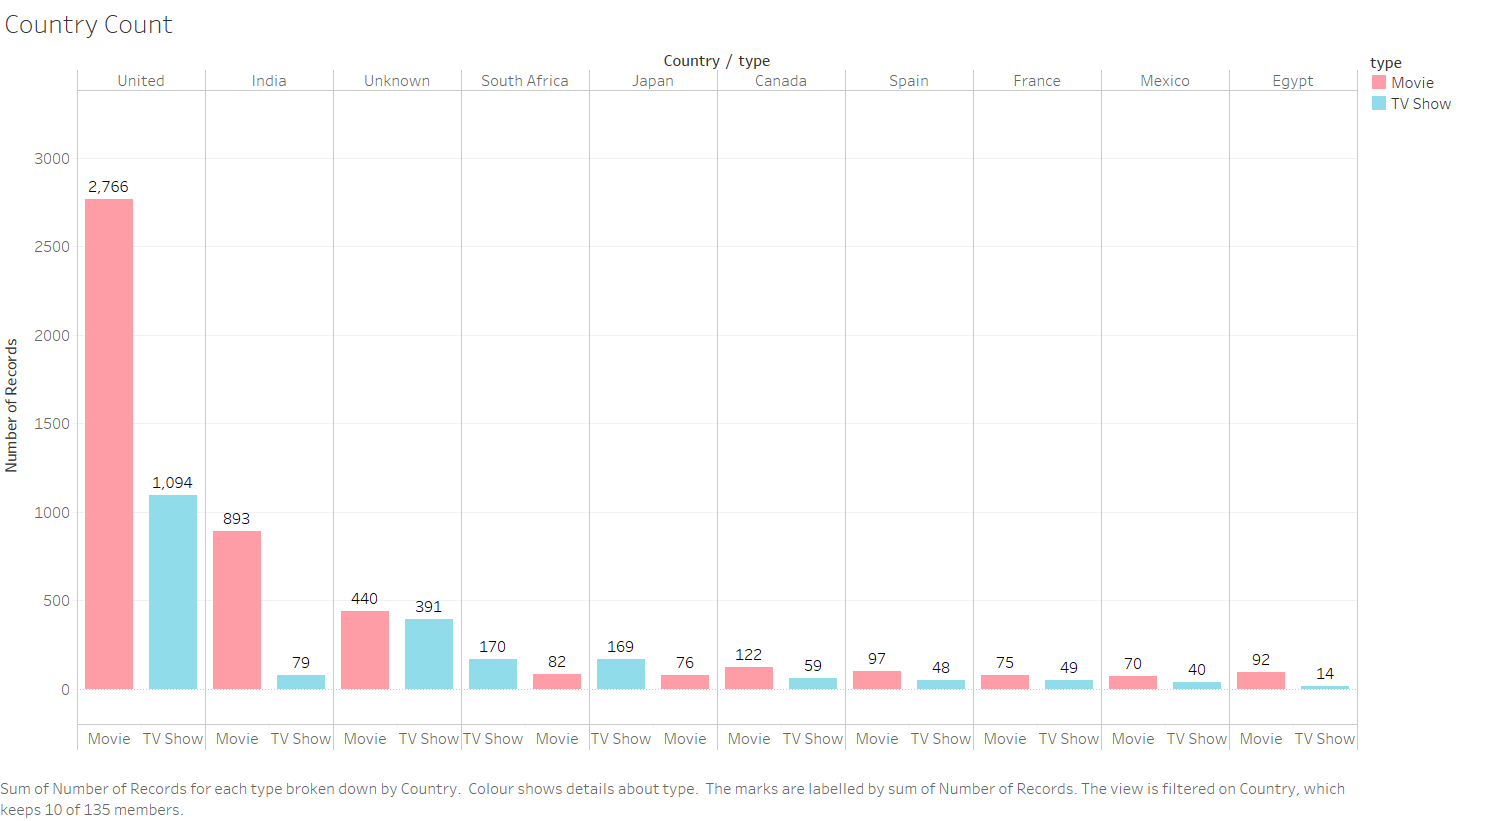 Country Count
Country / type
United India Unknown South Africa Japan Canada Spain France Mexico Egypt
type
Movie
TV Show
Number of Records
3000
2500
2000
1500
1000
500
0
2,766 1,094 893 79 440 391 170 82 169 76 122 59 97 48 75 49 70 40 92 14
Movie TV Show Movie TV Show Movie TV Show TV Show Movie TV Show Movie Movie TV Show Movie TV Show Movie TV Show Movie TV Show Movie TV Show
Sum of Number of Records for each type broken down by Country.  Colour shows details about type.  The marks are labelled by sum of Number of Records. The view is filtered on Country, which
keeps 10 of 135 members.